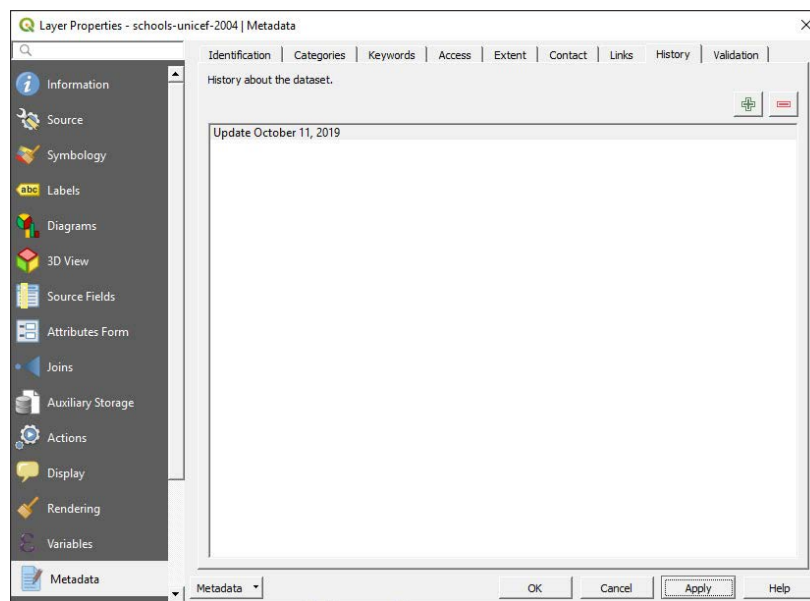 Layer Properties - schools-unicef-2004 | Metadata
Identification | Categories | Keywords | Access | Extent | Contact | Links | History | Validation
Information
Source
Symbology
abc Labels
Diagrams
3D View
Source Fields
Attributes Form
Joins
Auxiliary Storage
Actions
Display
Rendering
Variables
Metadata
History about the dataset.
Update October 11, 2019
Metadata
OK
Cancel
Apply
Help